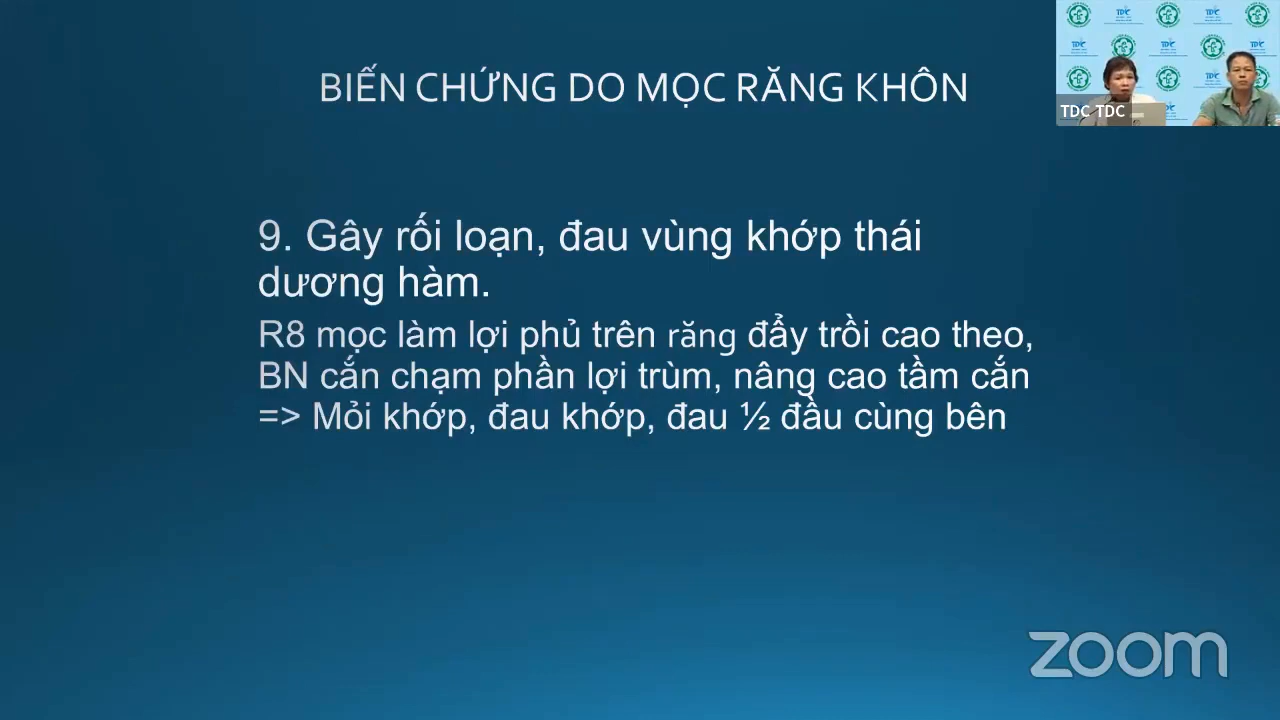 BIẾN CHỨNG DO MỌC RĂNG KHÔN
TDC TDC
9. Gây rối loạn, đau vùng khớp thái
dương hàm.
R8 mọc làm lợi phủ trên răng đẩy trồi cao theo,
BN cắn chạm phần lợi trùm, nâng cao tầm cắn
=> Mỏi khớp, đau khớp, đau ½ đầu cùng bên
zoom